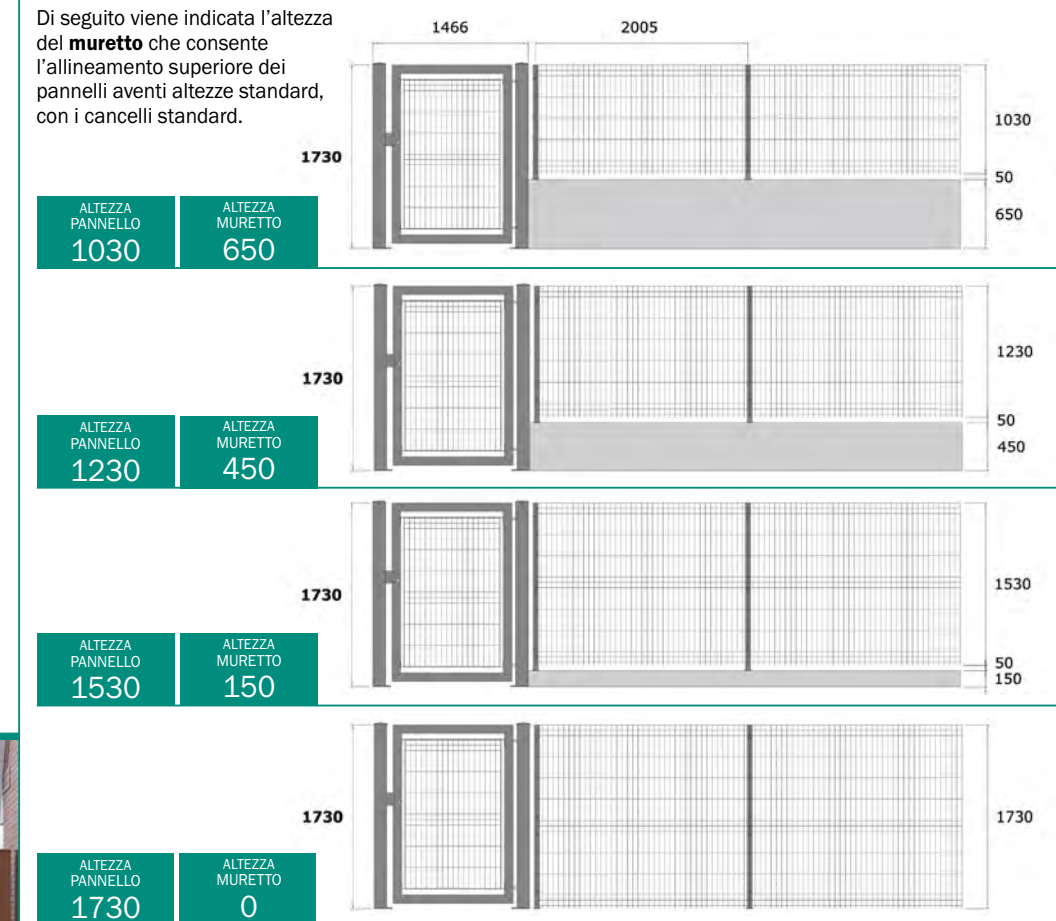 Di seguito viene indicata l'altezza
del muretto che consente
l'allineamento superiore dei
pannelli aventi altezze standard,
con i cancelli standard.
1466
2005
1730
1030
50
650
ALTEZZA
PANNELLO
1030
ALTEZZA
MURETTO
650
1730
1230
50
450
ALTEZZA
PANNELLO
1230
ALTEZZA
MURETTO
450
1730
1530
50
150
ALTEZZA
PANNELLO
1530
ALTEZZA
MURETTO
150
1730
1730
ALTEZZA
PANNELLO
1730
ALTEZZA
MURETTO
0